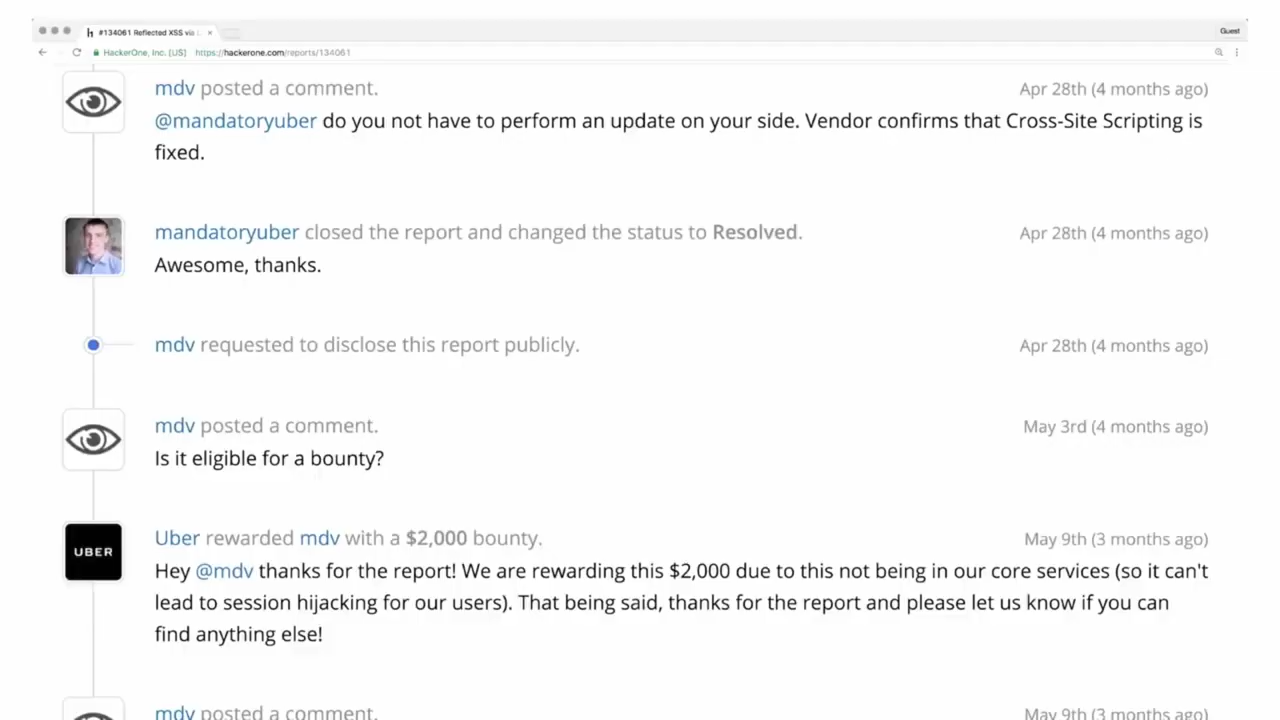 #134061 Reflected XSS via
Guest
HackerOne, Inc. [US] https://hackerone.com/reports/134061
mdv posted a comment. Apr 28th (4 months ago)
@mandatoryuber do you not have to perform an update on your side. Vendor confirms that Cross-Site Scripting is
fixed.
mandatoryuber closed the report and changed the status to Resolved. Apr 28th (4 months ago)
Awesome, thanks.
mdv requested to disclose this report publicly. Apr 28th (4 months ago)
mdv posted a comment. May 3rd (4 months ago)
Is it eligible for a bounty?
Uber rewarded mdv with a $2,000 bounty. May 9th (3 months ago)
UBER
Hey @mdv thanks for the report! We are rewarding this $2,000 due to this not being in our core services (so it can't
lead to session hijacking for our users). That being said, thanks for the report and please let us know if you can
find anything else!
mdv posted a comment. May 9th (3 months ago)